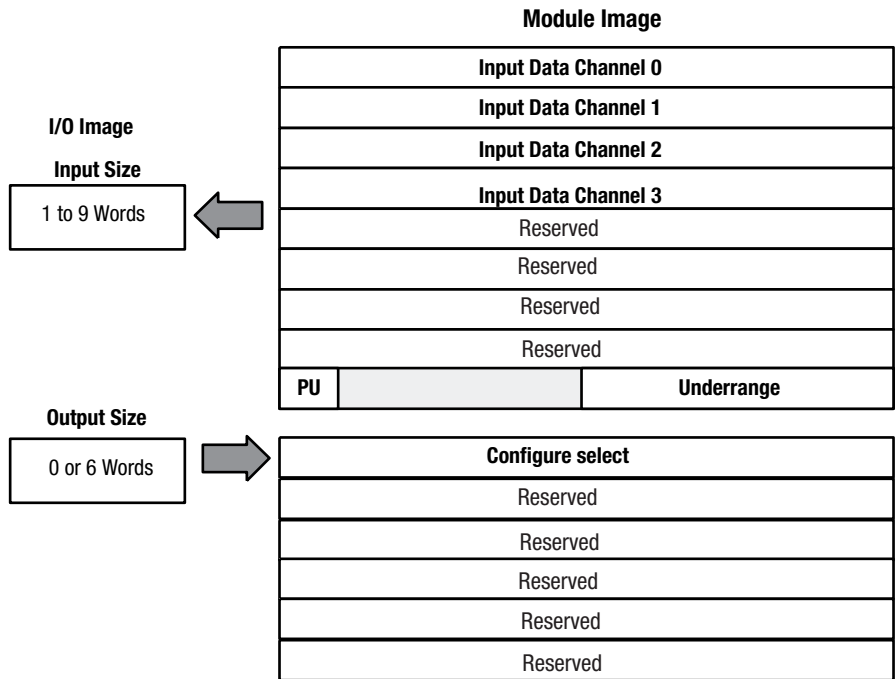 Module Image
Input Data Channel 0
Input Data Channel 1
I/O Image
Input Data Channel 2
Input Size
Input Data Channel 3
1 to 9 Words
Reserved
Reserved
Reserved
Reserved
PU
Underrange
Output Size
Configure select
0 or 6 Words
Reserved
Reserved
Reserved
Reserved
Reserved